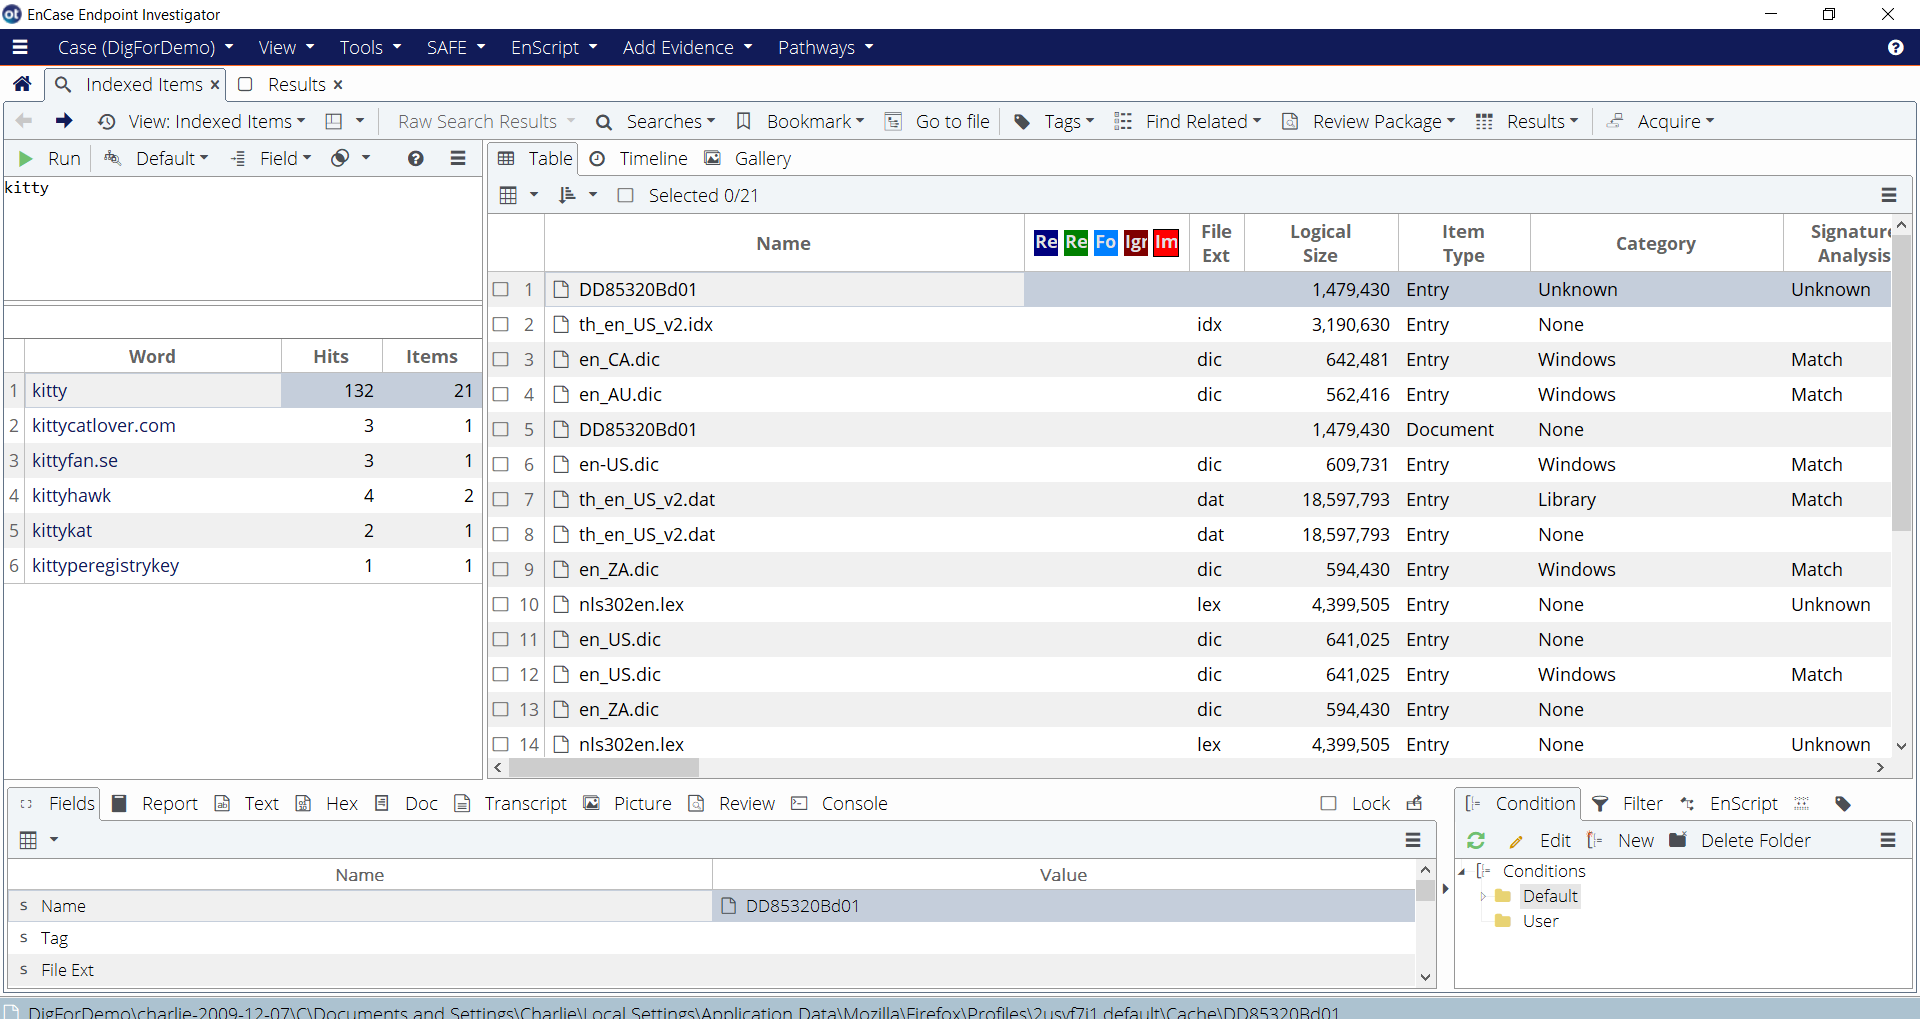 EnCase Endpoint Investigator
Case (DigForDemo) View Tools SAFE EnScript Add Evidence Pathways
Indexed Items Results
View: Indexed Items Raw Search Results Searches Bookmark Go to file Tags Find Related Review Package Results Acquire
Run Default Field
Table Timeline Gallery
kitty
Selected 0/21
Name Re Re Fo Igr Im File Ext Logical Size Item Type Category Signature Analysis
1 DD85320Bd01 1,479,430 Entry Unknown Unknown
2 th_en_US_v2.idx idx 3,190,630 Entry None
3 en_CA.dic dic 642,481 Entry Windows Match
4 en_AU.dic dic 562,416 Entry Windows Match
5 DD85320Bd01 1,479,430 Document None
6 en-US.dic dic 609,731 Entry Windows Match
7 th_en_US_v2.dat dat 18,597,793 Entry Library Match
8 th_en_US_v2.dat dat 18,597,793 Entry None
9 en_ZA.dic dic 594,430 Entry Windows Match
10 nls302en.lex lex 4,399,505 Entry None Unknown
11 en_US.dic dic 641,025 Entry None
12 en_US.dic dic 641,025 Entry Windows Match
13 en_ZA.dic dic 594,430 Entry None
14 nls302en.lex lex 4,399,505 Entry None Unknown
Word Hits Items
1 kitty 132 21
2 kittycatlover.com 3 1
3 kittyfan.se 3 1
4 kittyhawk 4 2
5 kittykat 2 1
6 kittyperegistrykey 1 1
Fields Report Text Hex Doc Transcript Picture Review Console Lock
Name Value
s Name DD85320Bd01
s Tag
s File Ext
Condition Filter EnScript
Edit New Delete Folder
Conditions
Default
User
DigForDemo\charlie-2009-12-07\C\Documents and Settings\Charlie\Local Settings\Application Data\Mozilla\Firefox\Profiles\2usvf7i1.default\Cache\DD85320Bd01